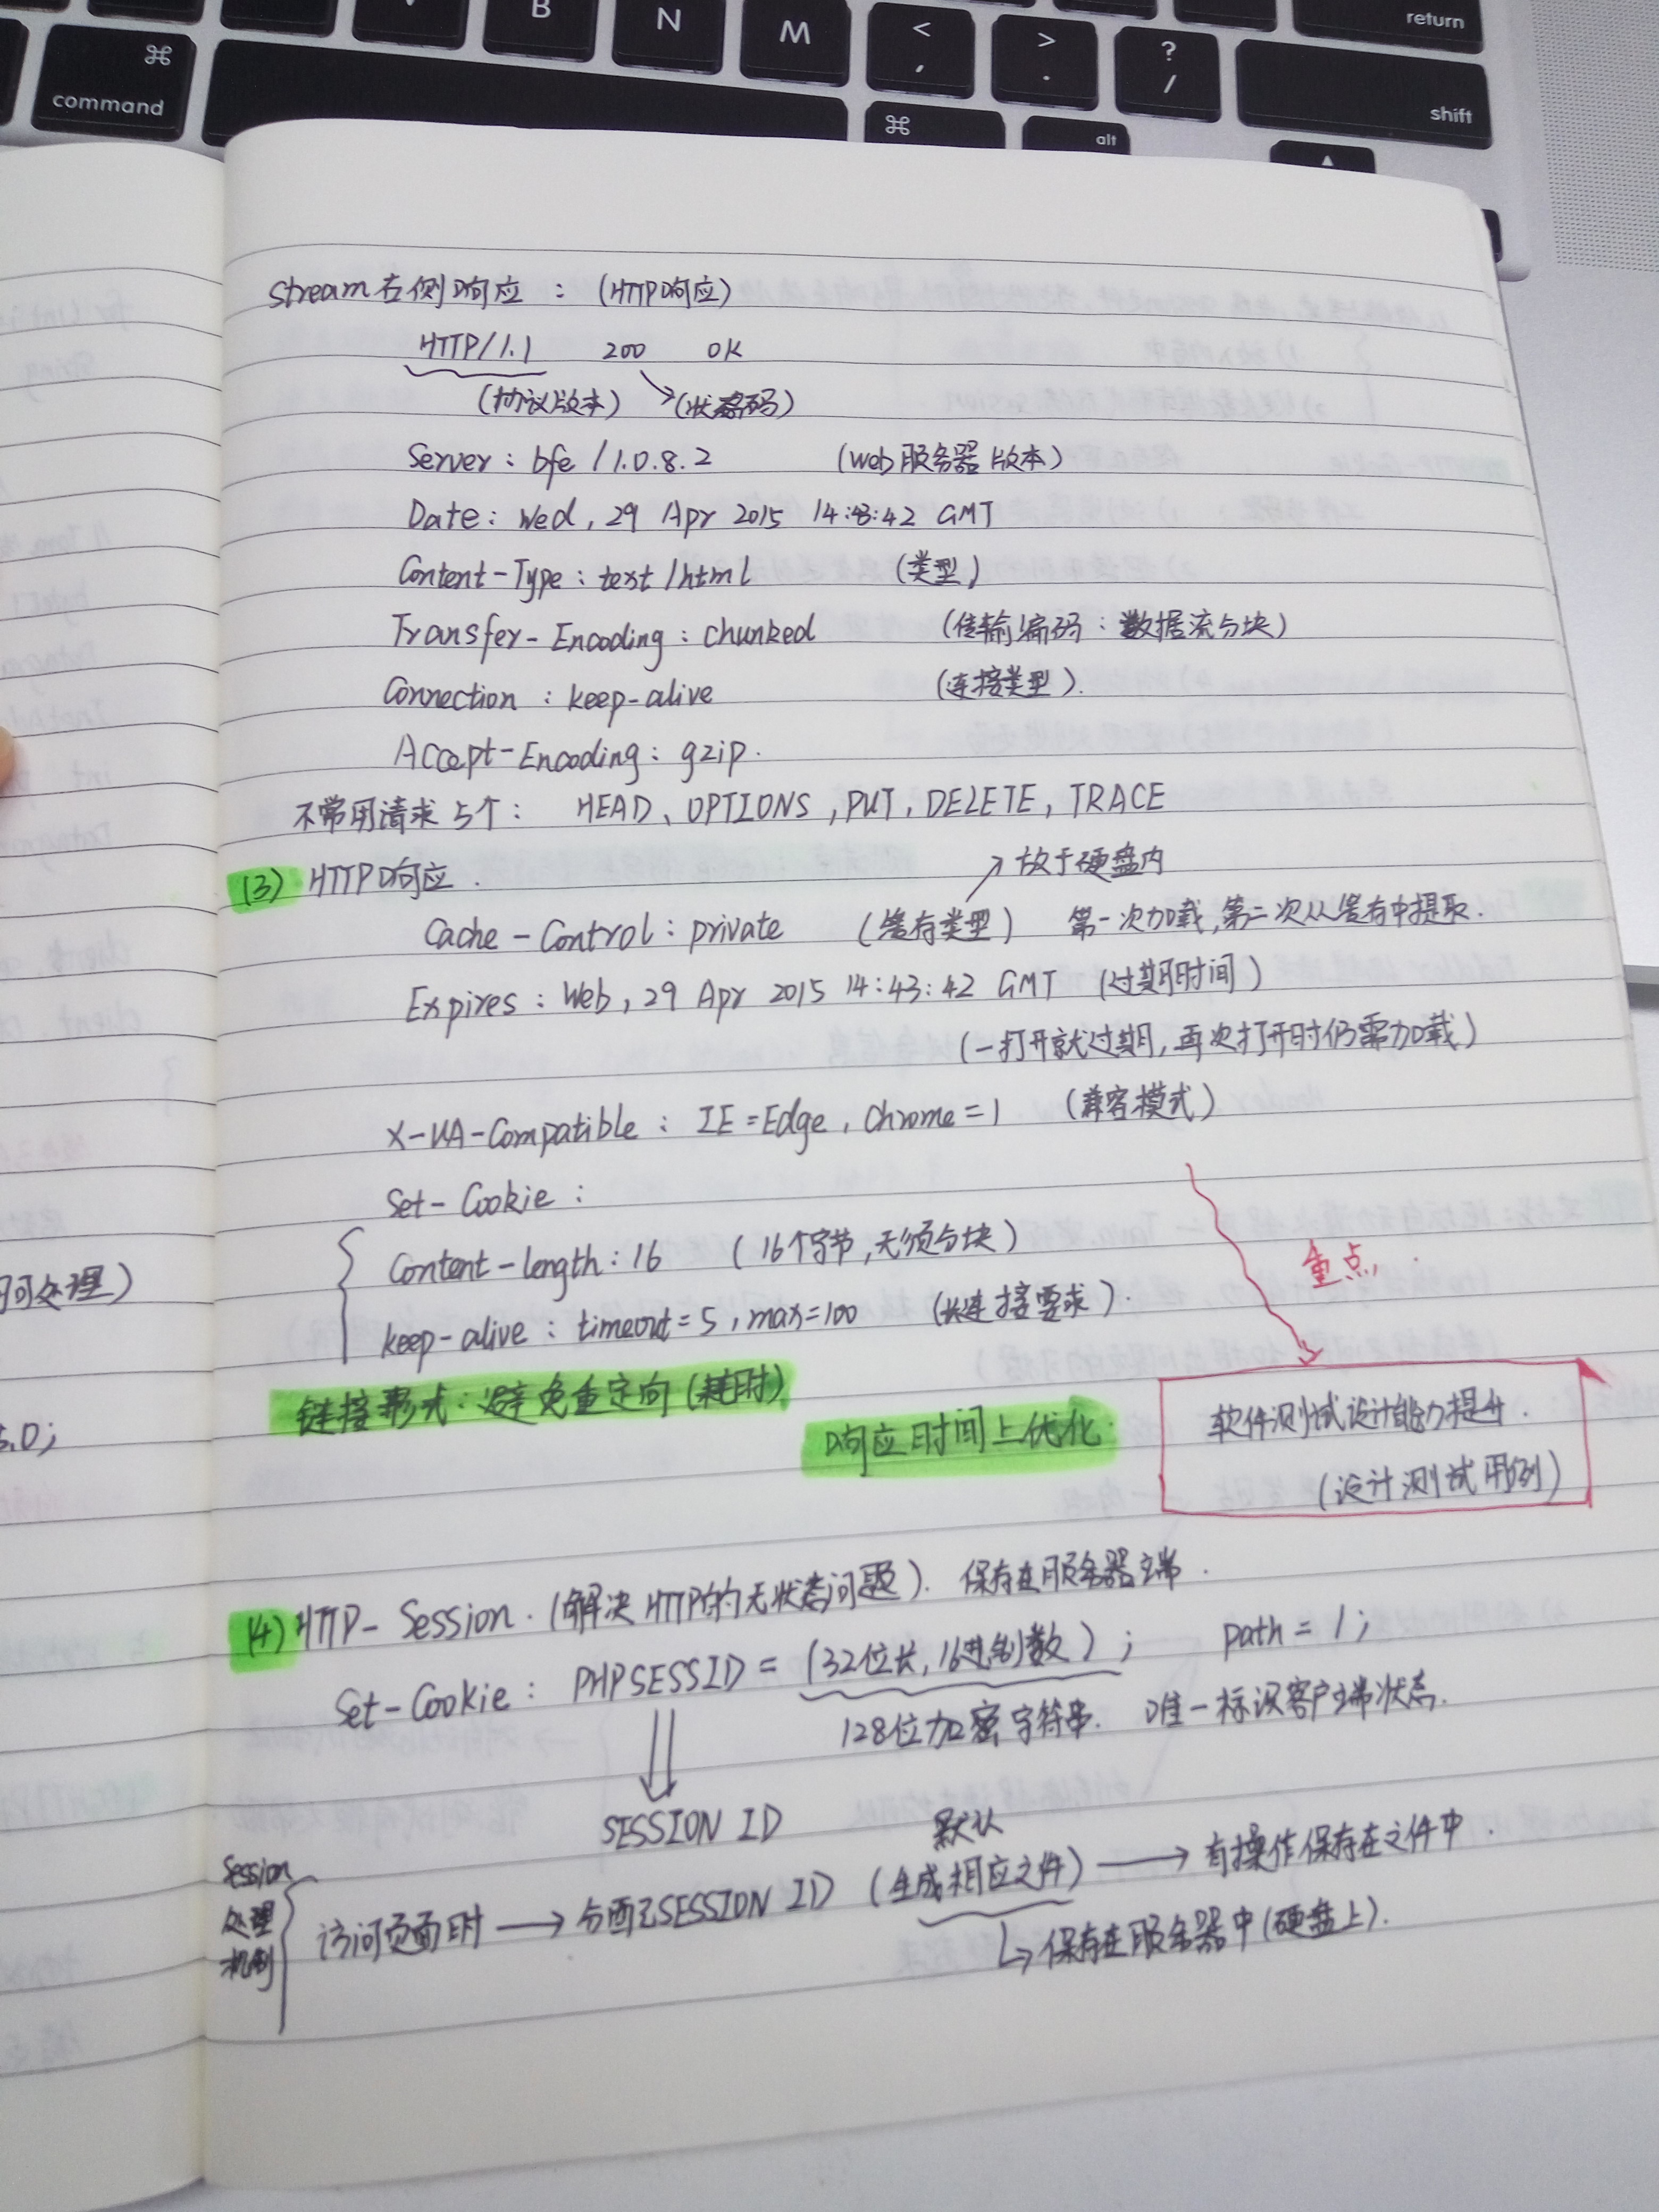 B
N
M
<
,
>
.
?
/
return
⌘
command
⌘
alt
shift
Stream右侧响应：(HTTP响应)
HTTP/1.1 200 OK
(协议版本) (状态码)
Server: bfe/1.0.8.2 (web服务器版本)
Date: Wed, 29 Apr 2015 14:43:42 GMT
Content-Type: text/html (类型)
Transfer-Encoding: chunked (传输编码：数据流分块)
Connection: keep-alive (连接类型).
Accept-Encoding: gzip.
不常用请求5个： HEAD、OPTIONS, PUT, DELETE, TRACE
(3) HTTP响应.
放于硬盘内
Cache-Control: private (缓存类型) 第一次加载,第二次从缓存中提取.
Expires: Web, 29 Apr 2015 14:43:42 GMT (过期时间)
(一打开就过期,再次打开时仍需加载)
X-UA-Compatible: IE=Edge, Chrome=1 (兼容模式)
Set-Cookie:
Content-length: 16 (16个字节,无须分块)
重点
keep-alive: timeout=5, max=100 (长连接要求).
链接形式：避免重定向(耗时)
响应时间上优化.
软件测试设计能力提升.
(设计测试用例)
(4) HTTP-Session.(解决HTTP的无状态问题). 保存在服务器端.
Set-Cookie: PHPSESSID = (32位长,16进制数); path=/;
128位加密字符串. 唯一标识客户端状态.
SESSION ID
默认
Session处理机制
访问页面时 → 分配SESSION ID (生成相应文件) → 有操作保存在文件中.
保存在服务器中(硬盘上).
问处理)